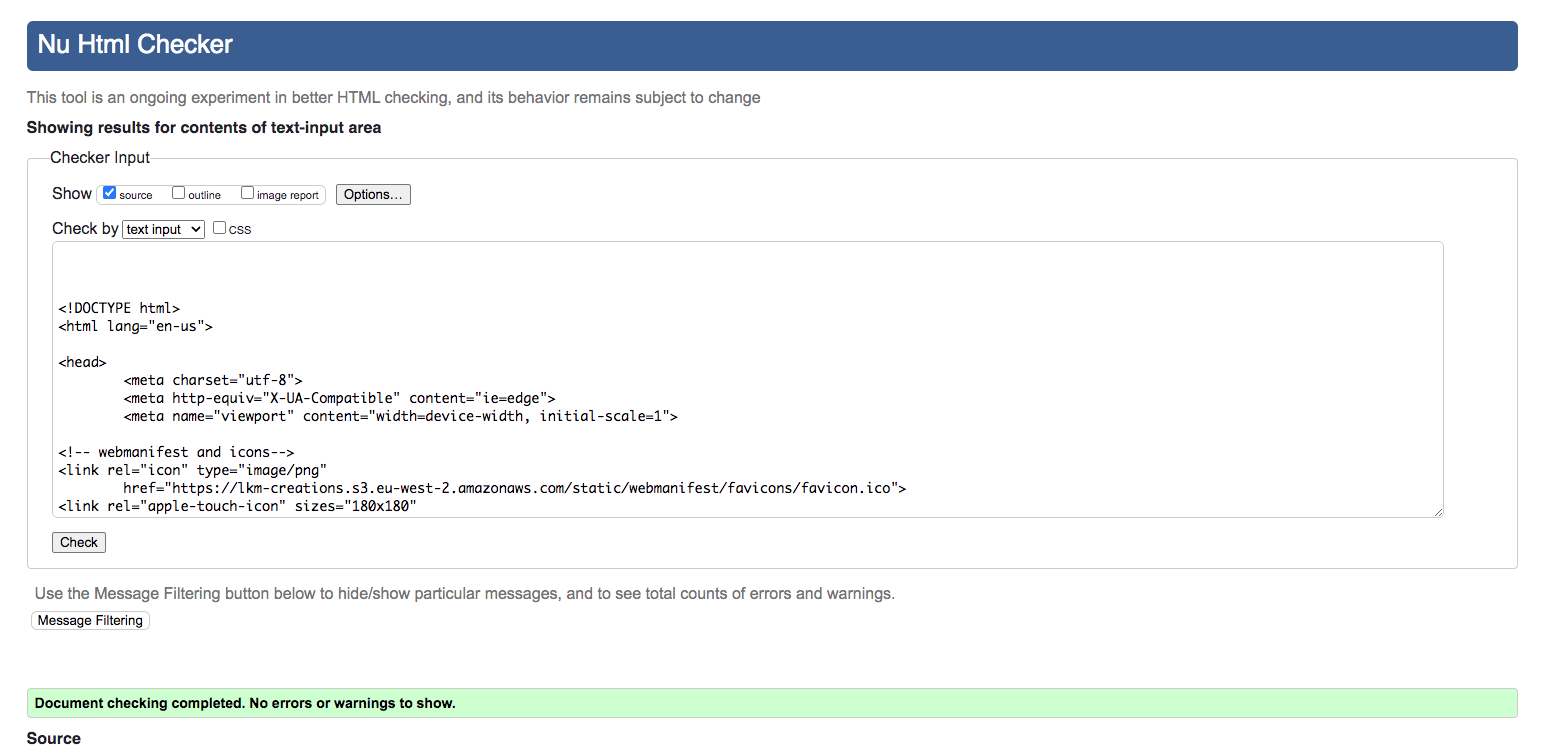 Nu Html Checker
This tool is an ongoing experiment in better HTML checking, and its behavior remains subject to change
Showing results for contents of text-input area
Checker Input
Show source outline image report Options...
Check by text input CSS
<!DOCTYPE html>
<html lang="en-us">
<head>
<meta charset="utf-8">
<meta http-equiv="X-UA-Compatible" content="ie=edge">
<meta name="viewport" content="width=device-width, initial-scale=1">
<!-- webmanifest and icons-->
<link rel="icon" type="image/png"
href="https://lkm-creations.s3.eu-west-2.amazonaws.com/static/webmanifest/favicons/favicon.ico">
<link rel="apple-touch-icon" sizes="180x180"
Check
Use the Message Filtering button below to hide/show particular messages, and to see total counts of errors and warnings.
Message Filtering
Document checking completed. No errors or warnings to show.
Source